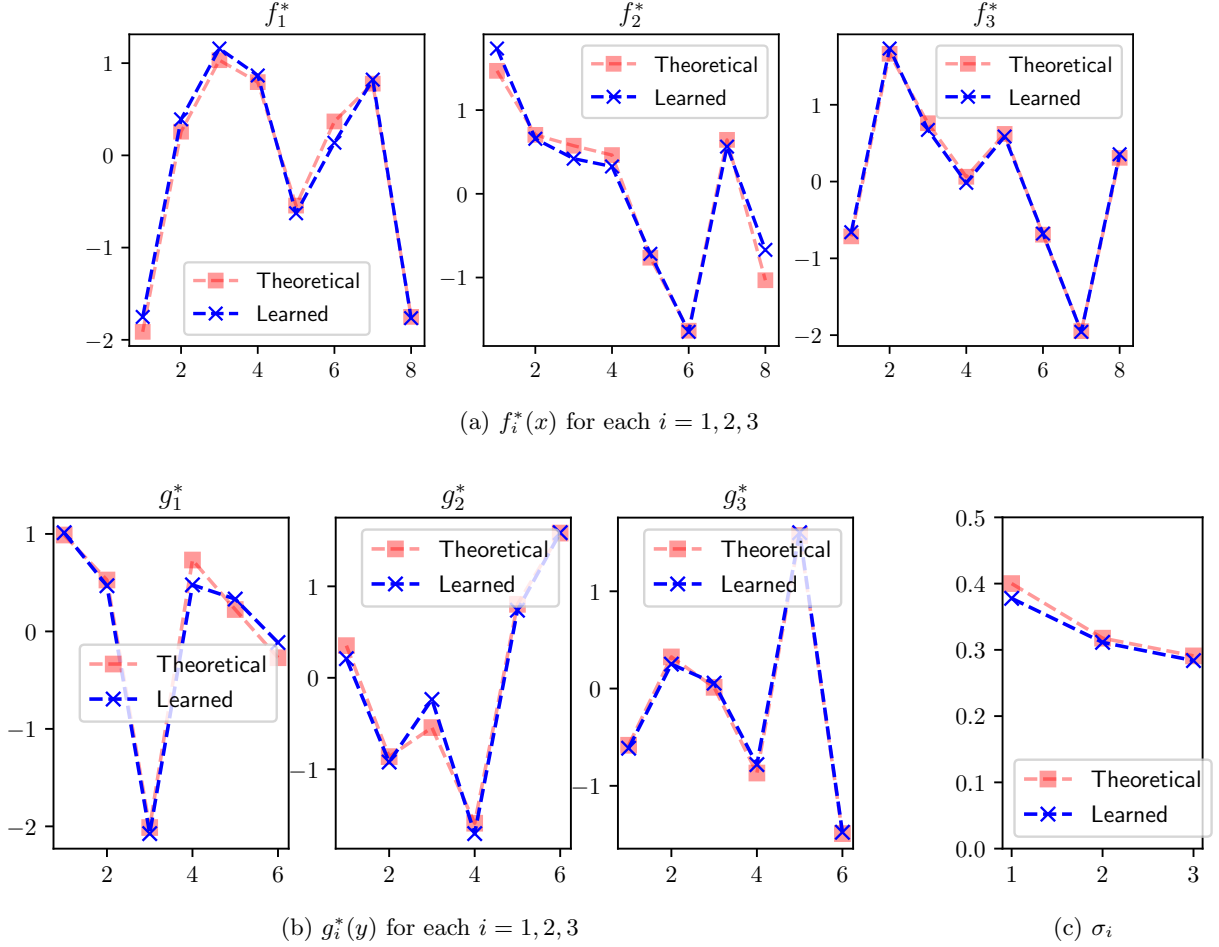 f₁*
f₂*
f₃*
1
0
−1
−2
Theoretical
Learned
2 4 6 8
1
0
−1
Theoretical
Learned
2 4 6 8
1
0
−1
−2
Theoretical
Learned
2 4 6 8
(a) fᵢ*(x) for each i = 1, 2, 3
g₁*
g₂*
g₃*
1
0
−1
−2
Theoretical
Learned
2 4 6
1
0
−1
Theoretical
Learned
2 4 6
1
0
−1
Theoretical
Learned
2 4 6
0.5
0.4
0.3
0.2
0.1
0.0
Theoretical
Learned
1 2 3
(b) gᵢ*(y) for each i = 1, 2, 3
(c) σᵢ